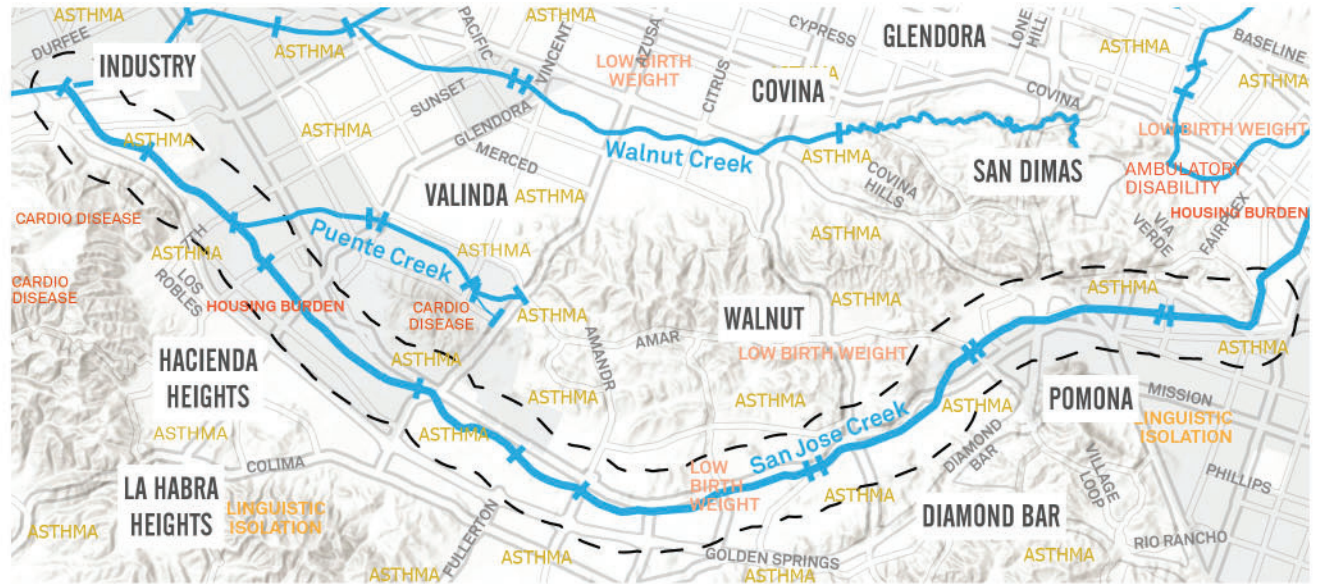 ASTHMA
DURFEE
INDUSTRY
ASTHMA
PACIFIC
VINCENT
AZUSA
CYPRESS
GLENDORA
LONE
HILL
ASTHMA
BASELINE
LOW BIRTH
WEIGHT
SUNSET
CITRUS
COVINA
ASTHMA
COVINA
ASTHMA
GLENDORA
ASTHMA
ASTHMA
MERCED
Walnut Creek
ASTHMA
LOW BIRTH WEIGHT
COVINA
HILLS
SAN DIMAS
AMBULATORY
DISABILITY
VALINDA
ASTHMA
CARDIO DISEASE
7TH
HOUSING BURDEN
VIA
VERDE
FAIRPLEX
Puente Creek
ASTHMA
ASTHMA
ASTHMA
CARDIO
DISEASE
LOS
ROBLES
HOUSING BURDEN
CARDIO
DISEASE
ASTHMA
ASTHMA
ASTHMA
WALNUT
AMANDR
AMAR
LOW BIRTH WEIGHT
ASTHMA
HACIENDA
HEIGHTS
ASTHMA
ASTHMA
ASTHMA
ASTHMA
POMONA
MISSION
LINGUISTIC
ISOLATION
ASTHMA
ASTHMA
San Jose Creek
DIAMOND
BAR
VILLAGE
LOOP
COLIMA
LOW
BIRTH
WEIGHT
PHILLIPS
LA HABRA
HEIGHTS
LINGUISTIC
ISOLATION
ASTHMA
ASTHMA
DIAMOND BAR
FULLERTON
ASTHMA
GOLDEN SPRINGS
RIO RANCHO
ASTHMA
ASTHMA
ASTHMA